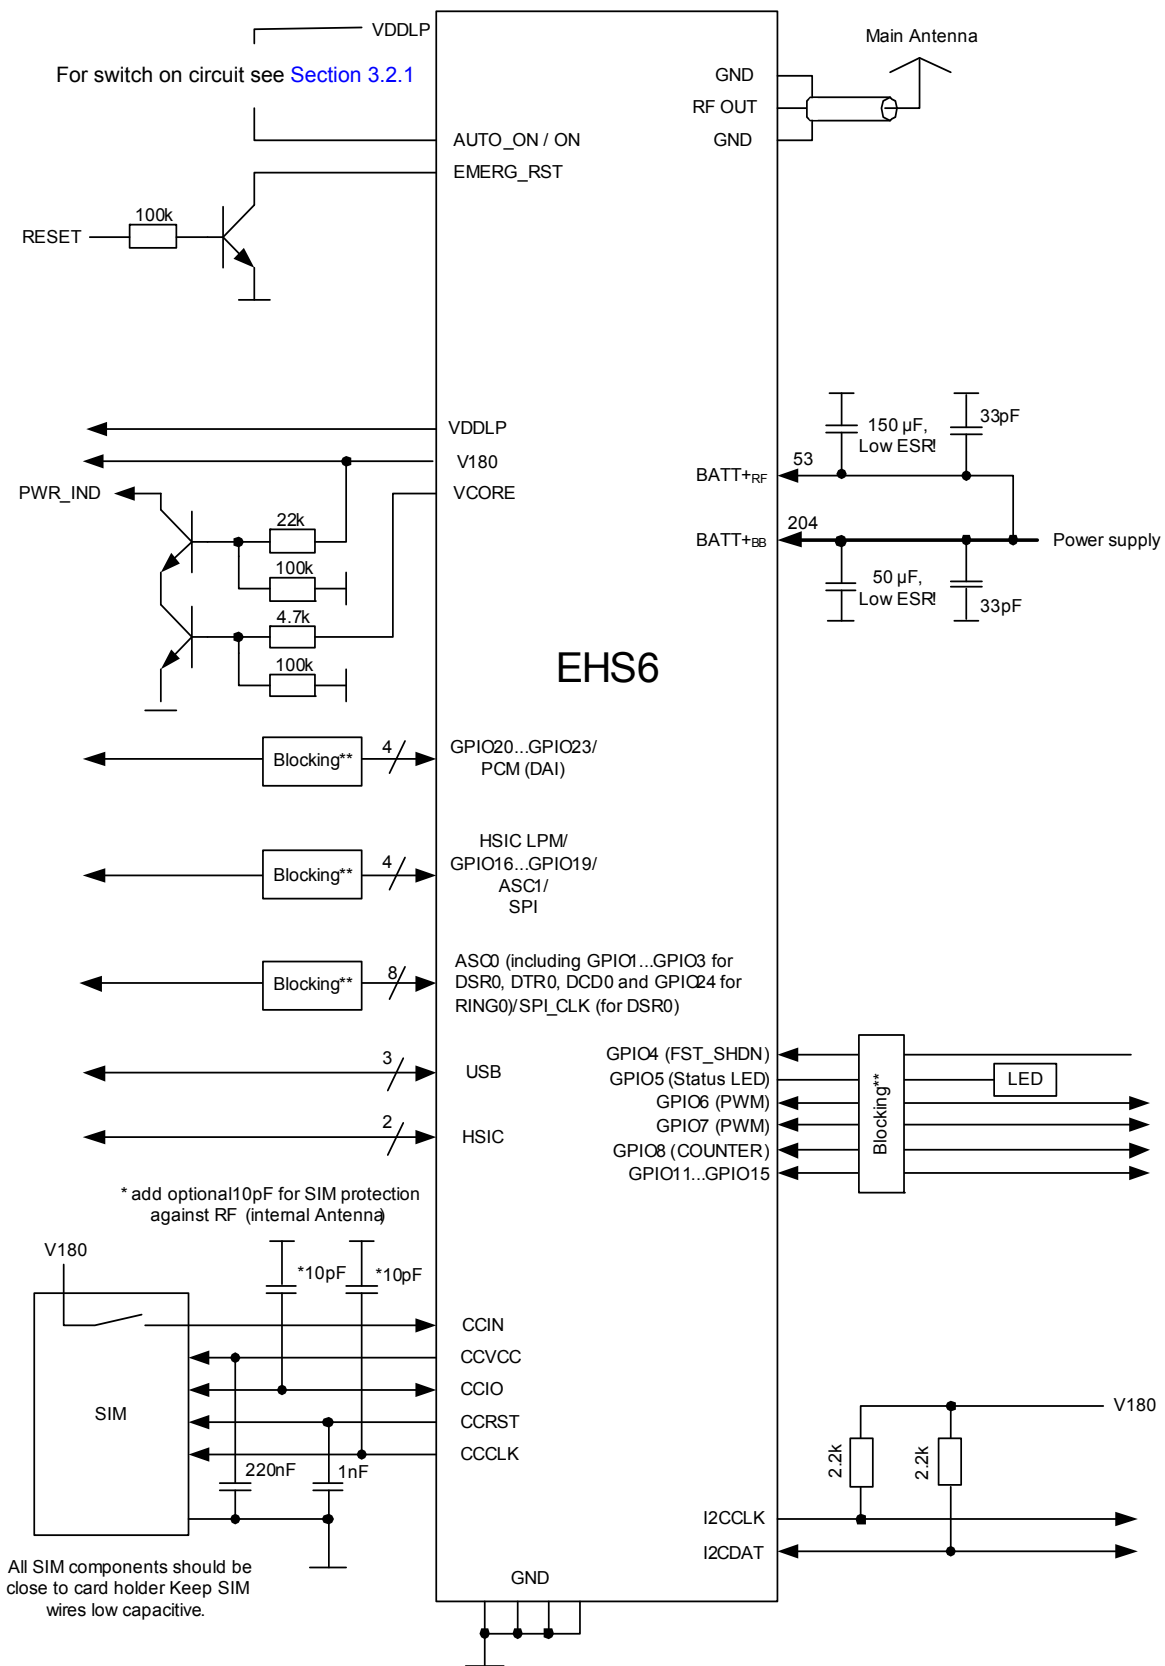 VDDLP
Main Antenna
For switch on circuit see Section 3.2.1
GND
RF OUT
GND
AUTO_ON / ON
EMERG_RST
100k
RESET
VDDLP
V180
PWR_IND
VCORE
22k
100k
4.7k
100k
150 µF,
Low ESR!
33pF
BATT+RF
53
BATT+BB
204
Power supply
50 µF,
Low ESR!
33pF
EHS6
Blocking**
4
GPIO20...GPIO23/
PCM (DAI)
Blocking**
4
HSIC LPM/
GPIO16...GPIO19/
ASC1/
SPI
Blocking**
8
ASC0 (including GPIO1...GPIO3 for
DSR0, DTR0, DCD0 and GPIO24 for
RING0)/SPI_CLK (for DSR0)
3
USB
2
HSIC
GPIO4 (FST_SHDN)
GPIO5 (Status LED)
GPIO6 (PWM)
GPIO7 (PWM)
GPIO8 (COUNTER)
GPIO11...GPIO15
Blocking**
LED
* add optional10pF for SIM protection
against RF (internal Antenna)
V180
*10pF
*10pF
CCIN
CCVCC
CCIO
CCRST
CCCLK
SIM
220nF
1nF
All SIM components should be
close to card holder Keep SIM
wires low capacitive.
V180
2.2k
2.2k
I2CCLK
I2CDAT
GND